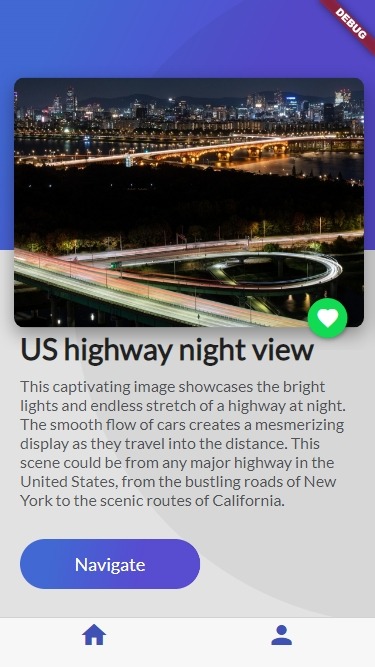 DEBUG
US highway night view
This captivating image showcases the bright
lights and endless stretch of a highway at night.
The smooth flow of cars creates a mesmerizing
display as they travel into the distance. This
scene could be from any major highway in the
United States, from the bustling roads of New
York to the scenic routes of California.
Navigate